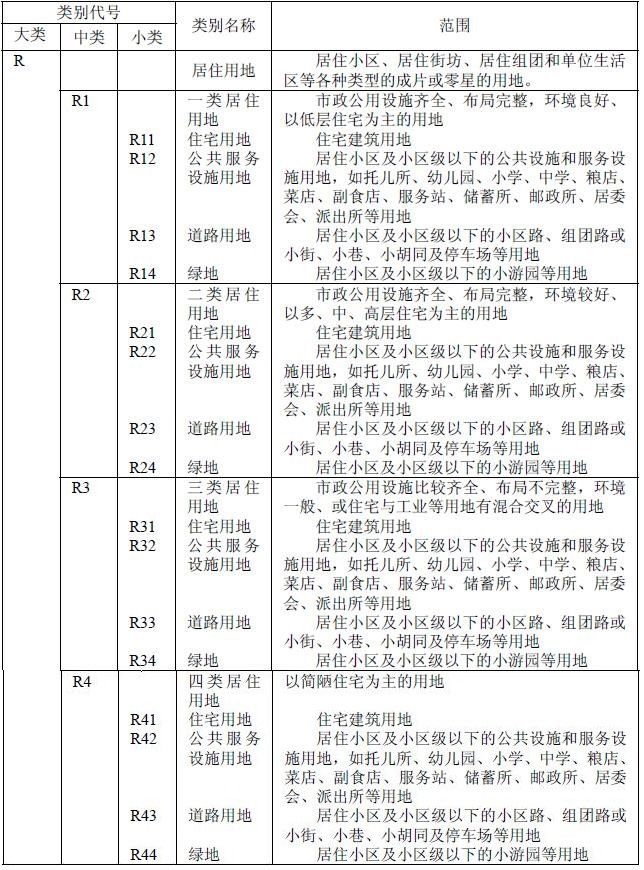 类别代号
类别名称
范围
大类
中类
小类
R
居住用地
居住小区、居住街坊、居住组团和单位生活
区等各种类型的成片或零星的用地。
R1
一类居住
用地
市政公用设施齐全、布局完整，环境良好、
以低层住宅为主的用地
R11
住宅用地
住宅建筑用地
R12
公共服务
设施用地
居住小区及小区级以下的公共设施和服务设
施用地，如托儿所、幼儿园、小学、中学、粮店、
菜店、副食店、服务站、储蓄所、邮政所、居委
会、派出所等用地
R13
道路用地
居住小区及小区级以下的小区路、组团路或
小街、小巷、小胡同及停车场等用地
R14
绿地
居住小区及小区级以下的小游园等用地
R2
二类居住
用地
市政公用设施齐全、布局完整，环境较好、
以多、中、高层住宅为主的用地
R21
住宅用地
住宅建筑用地
R22
公共服务
设施用地
居住小区及小区级以下的公共设施和服务设
施用地，如托儿所、幼儿园、小学、中学、粮店、
菜店、副食店、服务站、储蓄所、邮政所、居委
会、派出所等用地
R23
道路用地
居住小区及小区级以下的小区路、组团路或
小街、小巷、小胡同及停车场等用地
R24
绿地
居住小区及小区级以下的小游园等用地
R3
三类居住
用地
市政公用设施比较齐全、布局不完整，环境
一般、或住宅与工业等用地有混合交叉的用地
R31
住宅用地
住宅建筑用地
R32
公共服务
设施用地
居住小区及小区级以下的公共设施和服务设
施用地，如托儿所、幼儿园、小学、中学、粮店、
菜店、副食店、服务站、储蓄所、邮政所、居委
会、派出所等用地
R33
道路用地
居住小区及小区级以下的小区路、组团路或
小街、小巷、小胡同及停车场等用地
R34
绿地
居住小区及小区级以下的小游园等用地
R4
四类居住
用地
以简陋住宅为主的用地
R41
住宅用地
住宅建筑用地
R42
公共服务
设施用地
居住小区及小区级以下的公共设施和服务设
施用地，如托儿所、幼儿园、小学、中学、粮店、
菜店、副食店、服务站、储蓄所、邮政所、居委
会、派出所等用地
R43
道路用地
居住小区及小区级以下的小区路、组团路或
小街、小巷、小胡同及停车场等用地
R44
绿地
居住小区及小区级以下的小游园等用地